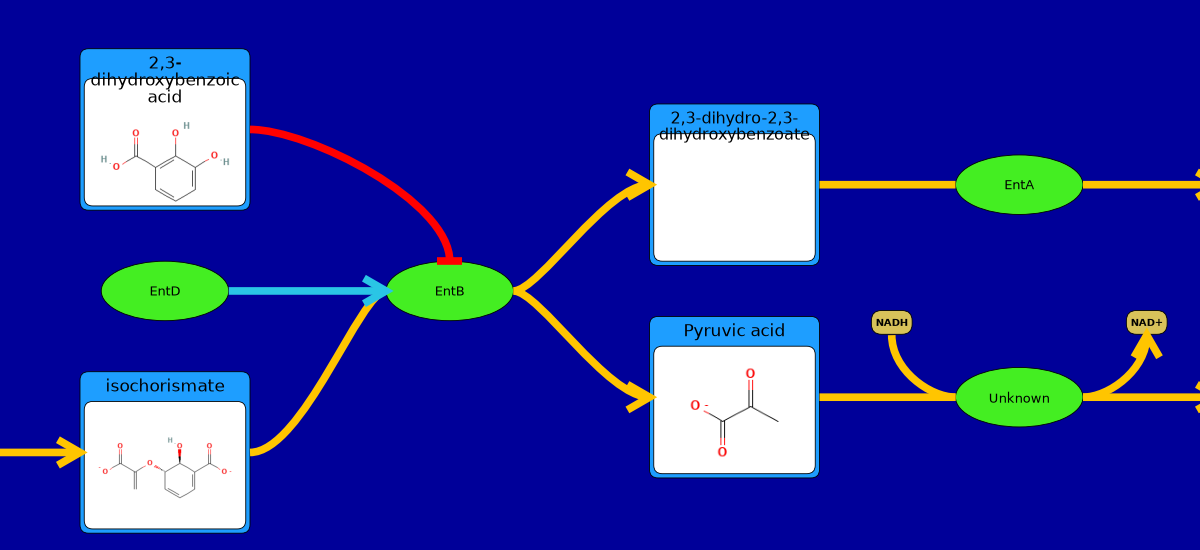 2,3-
dihydroxybenzoic
acid
O
O
H
H
O
O
H
EntD
isochorismate
O
H
O
O
O
O
-
O
O
-
EntB
2,3-dihydro-2,3-
dihydroxybenzoate
Pyruvic acid
O
O -
O
EntA
NADH
NAD+
Unknown